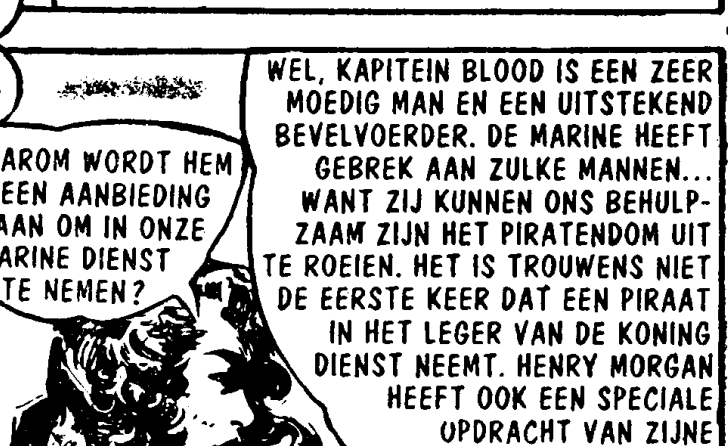 AROM WORDT HEM
EEN AANBIEDING
AAN OM IN ONZE
ARINE DIENST
TE NEMEN?
WEL, KAPITEIN BLOOD IS EEN ZEER
MOEDIG MAN EN EEN UITSTEKEND
BEVELVOERDER. DE MARINE HEEFT
GEBREK AAN ZULKE MANNEN...
WANT ZIJ KUNNEN ONS BEHULP-
ZAAM ZIJN HET PIRATENDOM UIT
TE ROEIEN. HET IS TROUWENS NIET
DE EERSTE KEER DAT EEN PIRAAT
IN HET LEGER VAN DE KONING
DIENST NEEMT. HENRY MORGAN
HEEFT OOK EEN SPECIALE
OPDRACHT VAN ZIJNE